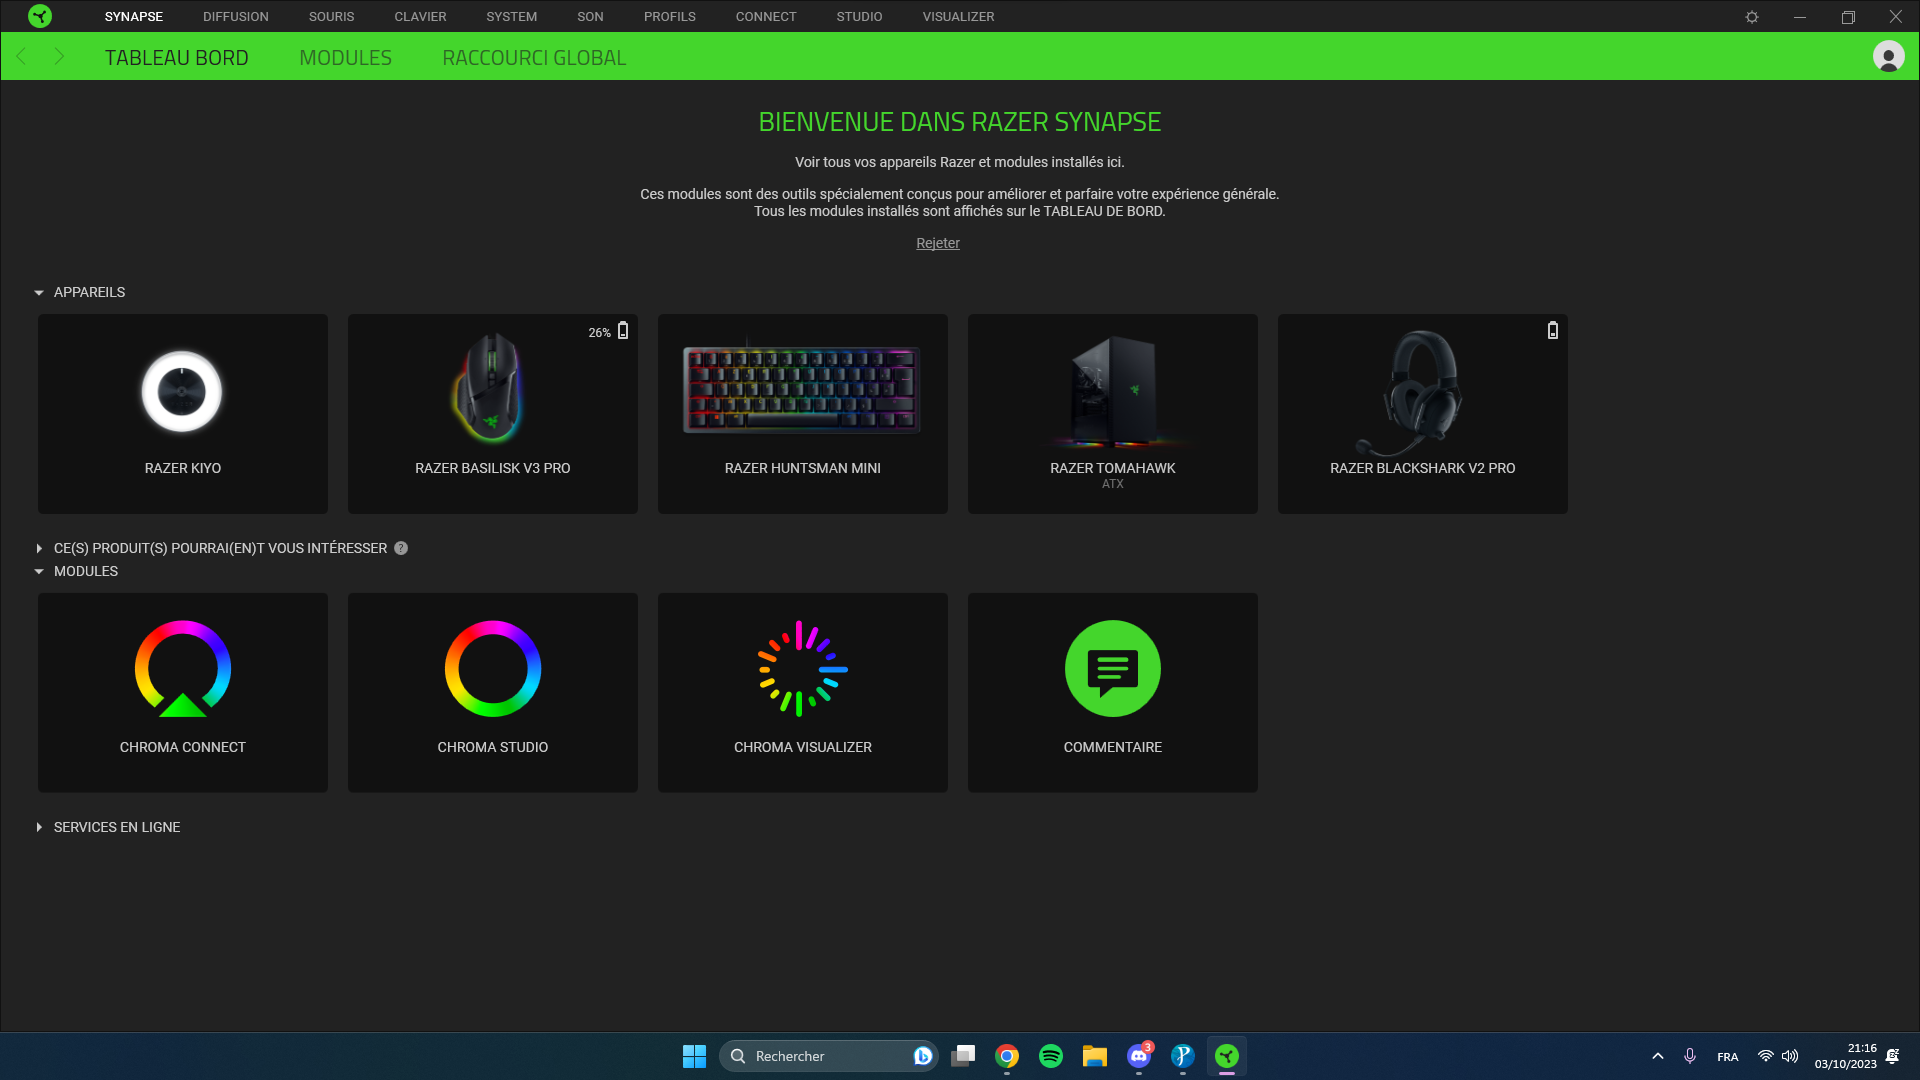 SYNAPSE DIFFUSION SOURIS CLAVIER SYSTEM SON PROFILS CONNECT STUDIO VISUALIZER
TABLEAU BORD MODULES RACCOURCI GLOBAL
BIENVENUE DANS RAZER SYNAPSE
Voir tous vos appareils Razer et modules installés ici.
Ces modules sont des outils spécialement conçus pour améliorer et parfaire votre expérience générale.
Tous les modules installés sont affichés sur le TABLEAU DE BORD.
Rejeter
APPAREILS
26%
RAZER KIYO RAZER BASILISK V3 PRO RAZER HUNTSMAN MINI RAZER TOMAHAWK RAZER BLACKSHARK V2 PRO
ATX
CE(S) PRODUIT(S) POURRAI(EN)T VOUS INTÉRESSER ?
MODULES
CHROMA CONNECT CHROMA STUDIO CHROMA VISUALIZER COMMENTAIRE
SERVICES EN LIGNE
Rechercher 3 FRA 21:16
03/10/2023